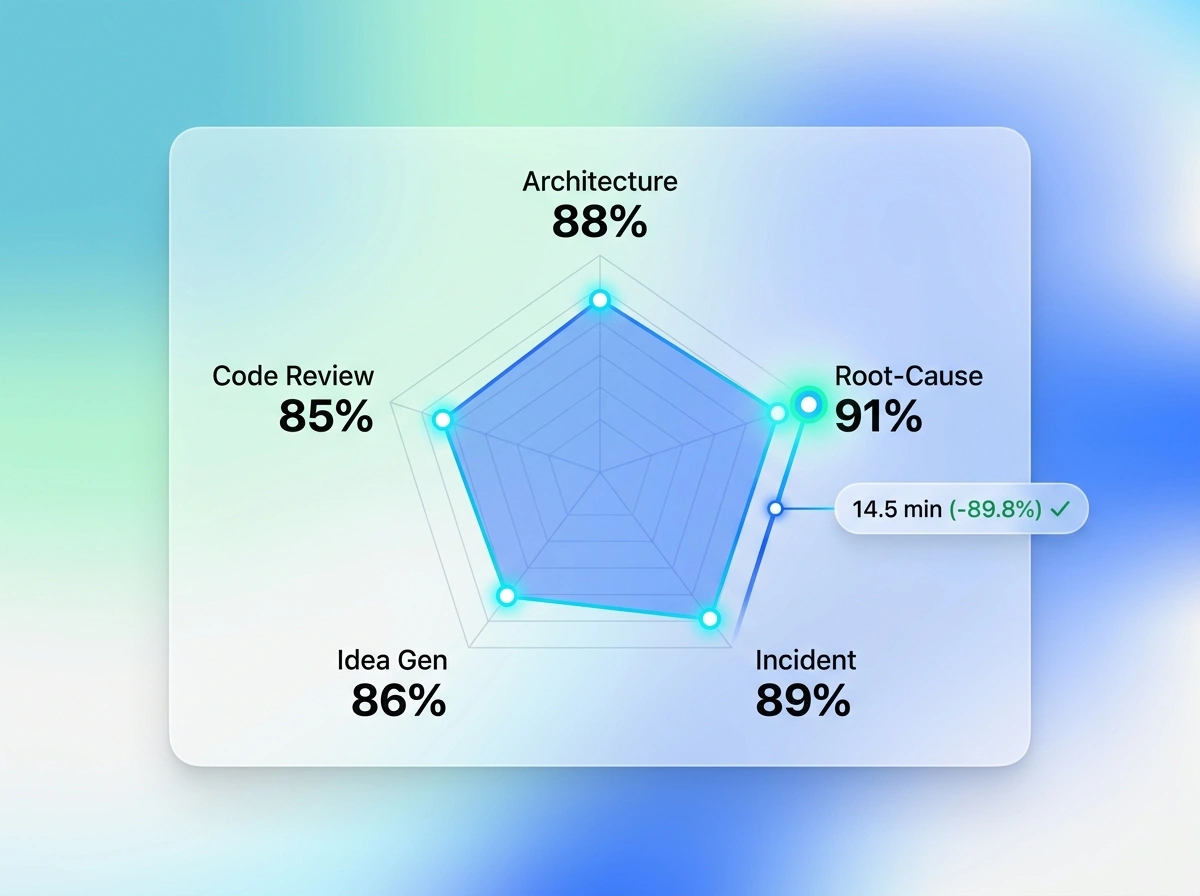 Architecture
88%
Code Review
85%
Root-Cause
91%
14.5 min (-89.8%) ✓
Idea Gen
86%
Incident
89%